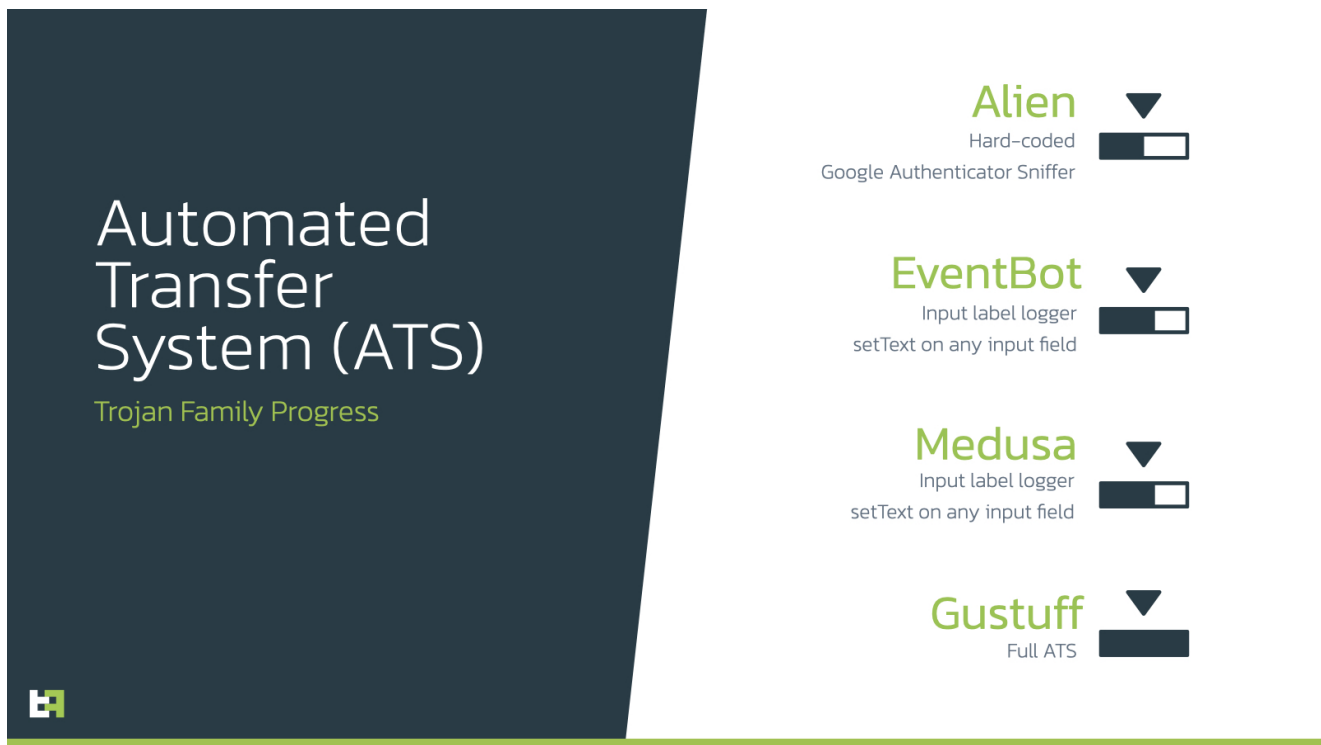 Automated
Transfer
System (ATS)
Trojan Family Progress
Alien
Hard-coded
Google Authenticator Sniffer
EventBot
Input label logger
setText on any input field
Medusa
Input label logger
setText on any input field
Gustuff
Full ATS